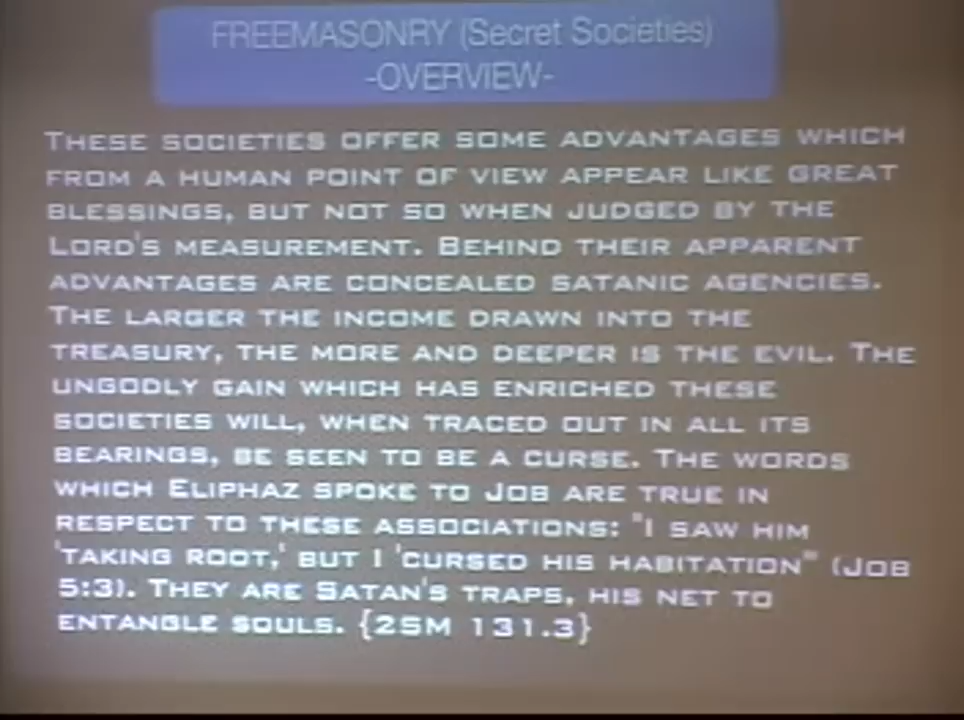 FREEMASONRY (Secret Societies)
-OVERVIEW-
THESE SOCIETIES OFFER SOME ADVANTAGES WHICH
FROM A HUMAN POINT OF VIEW APPEAR LIKE GREAT
BLESSINGS, BUT NOT SO WHEN JUDGED BY THE
LORD'S MEASUREMENT. BEHIND THEIR APPARENT
ADVANTAGES ARE CONCEALED SATANIC AGENCIES.
THE LARGER THE INCOME DRAWN INTO THE
TREASURY, THE MORE AND DEEPER IS THE EVIL. THE
UNGODLY GAIN WHICH HAS ENRICHED THESE
SOCIETIES WILL, WHEN TRACED OUT IN ALL ITS
BEARINGS, BE SEEN TO BE A CURSE. THE WORDS
WHICH ELIPHAZ SPOKE TO JOB ARE TRUE IN
RESPECT TO THESE ASSOCIATIONS: "I SAW HIM
'TAKING ROOT,' BUT I 'CURSED HIS HABITATION'" (JOB
5:3). THEY ARE SATAN'S TRAPS, HIS NET TO
ENTANGLE SOULS. {2SM 131.3}